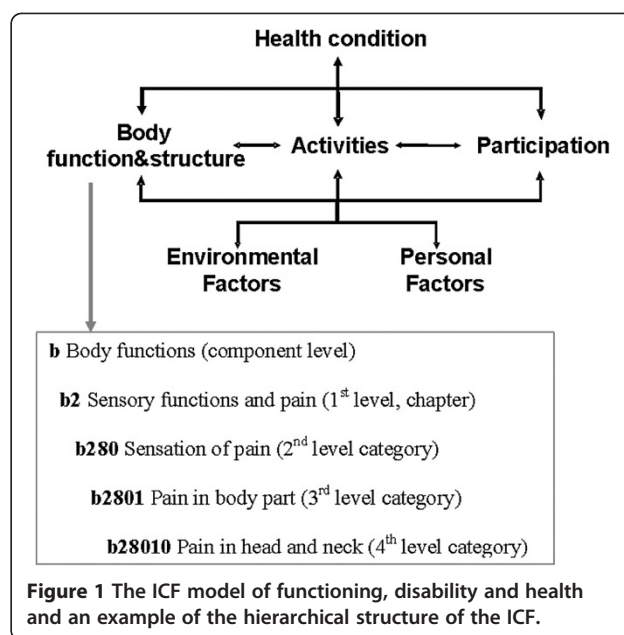 Health condition
Body
function&structure
Activities
Participation
Environmental
Factors
Personal
Factors
b Body functions (component level)
b2 Sensory functions and pain (1st level, chapter)
b280 Sensation of pain (2nd level category)
b2801 Pain in body part (3rd level category)
b28010 Pain in head and neck (4th level category)
Figure 1 The ICF model of functioning, disability and health
and an example of the hierarchical structure of the ICF.